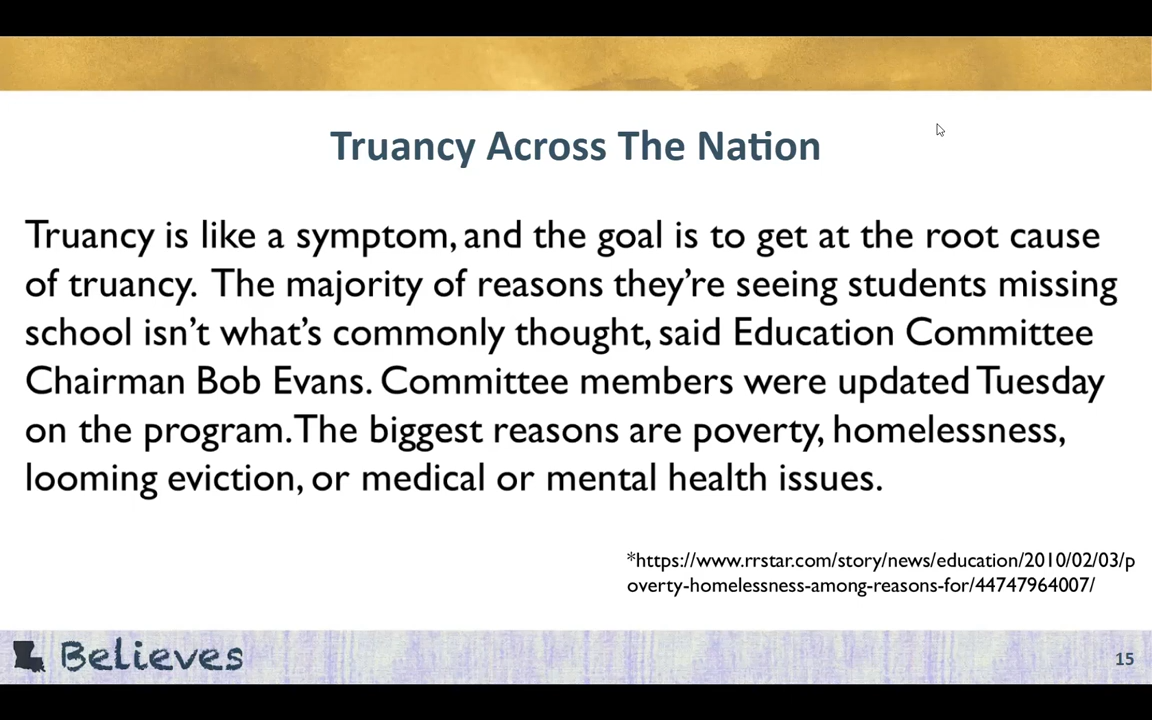 Truancy Across The Nation
Truancy is like a symptom, and the goal is to get at the root cause
of truancy. The majority of reasons they’re seeing students missing
school isn’t what’s commonly thought, said Education Committee
Chairman Bob Evans. Committee members were updated Tuesday
on the program. The biggest reasons are poverty, homelessness,
looming eviction, or medical or mental health issues.
*https://www.rrstar.com/story/news/education/2010/02/03/p
overty-homelessness-among-reasons-for/44747964007/
Believes
15